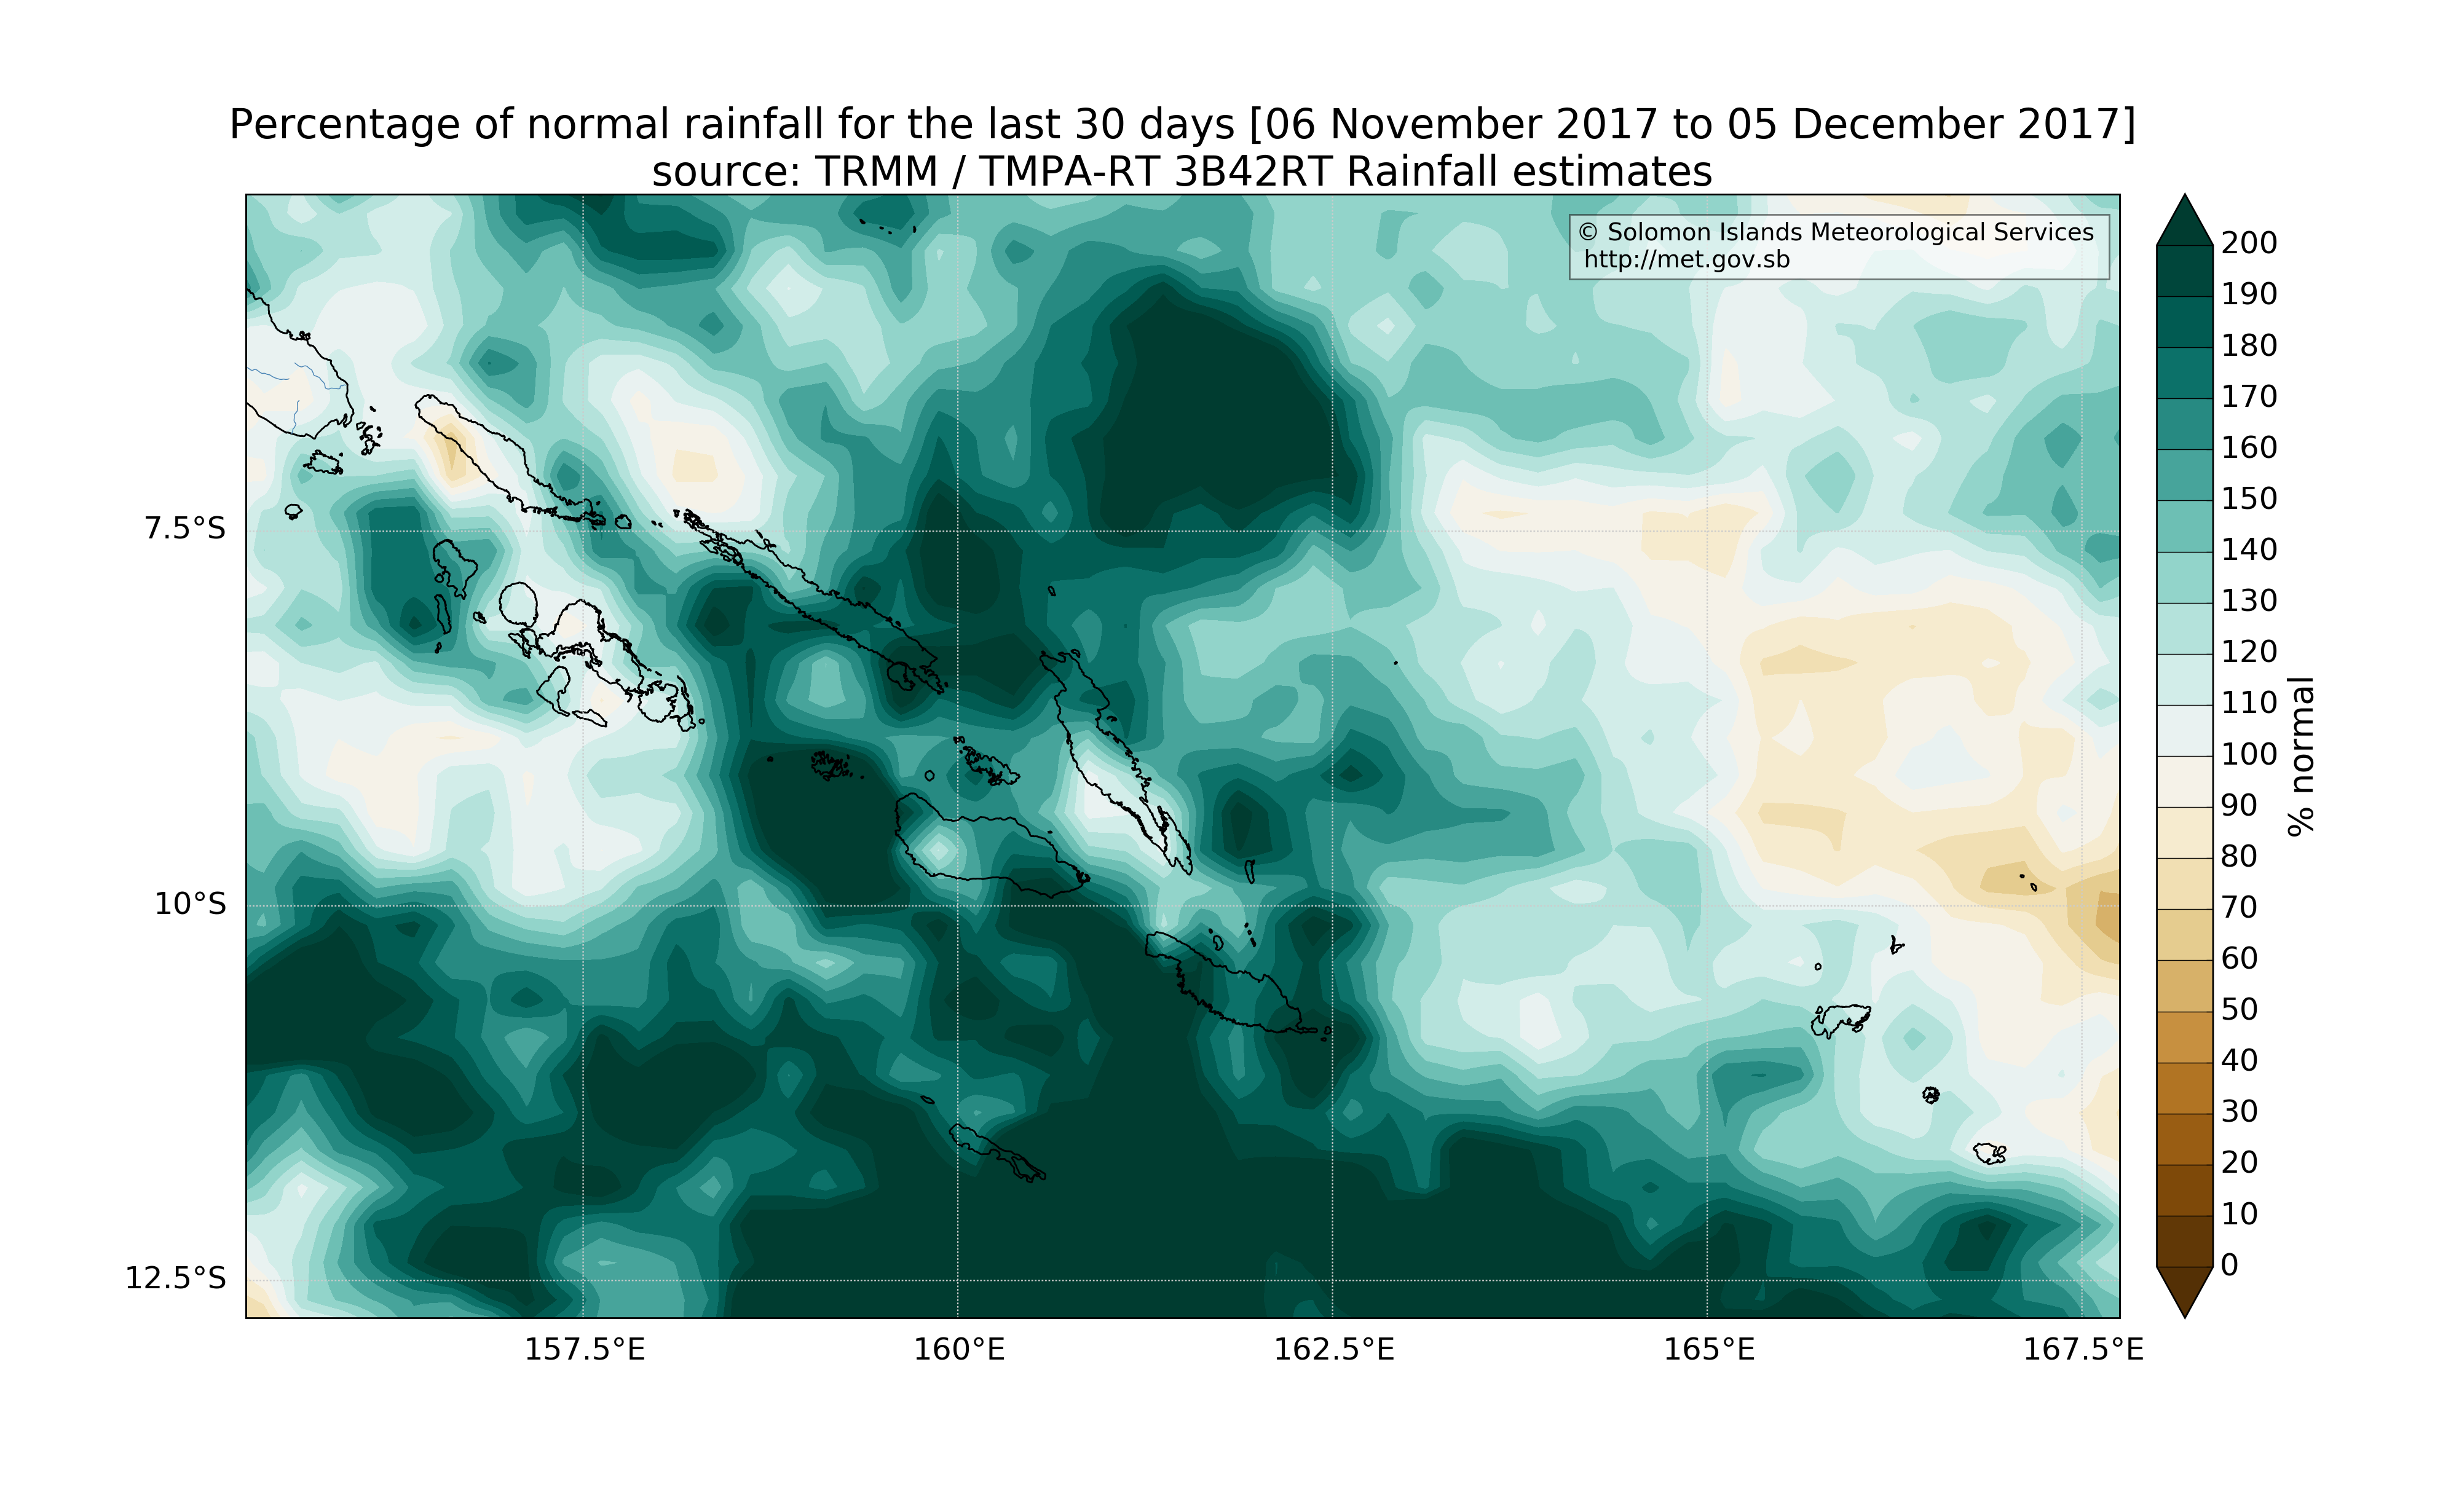 Percentage of normal rainfall for the last 30 days [06 November 2017 to 05 December 2017]
source: TRMM / TMPA-RT 3B42RT Rainfall estimates
© Solomon Islands Meteorological Services
http://met.gov.sb
7.5°S
10°S
12.5°S
157.5°E
160°E
162.5°E
165°E
167.5°E
200
190
180
170
160
150
140
130
120
110
100
90
80
70
60
50
40
30
20
10
0
% normal